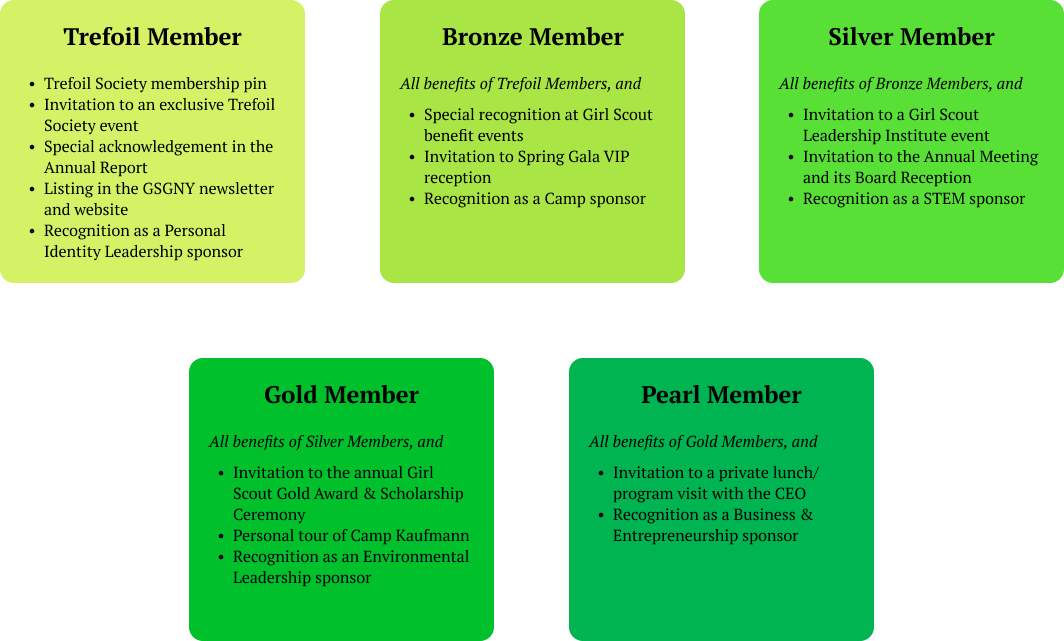 Trefoil Member
• Trefoil Society membership pin
• Invitation to an exclusive Trefoil
Society event
• Special acknowledgement in the
Annual Report
• Listing in the GSGNY newsletter
and website
• Recognition as a Personal
Identity Leadership sponsor
Bronze Member
All benefits of Trefoil Members, and
• Special recognition at Girl Scout
benefit events
• Invitation to Spring Gala VIP
reception
• Recognition as a Camp sponsor
Silver Member
All benefits of Bronze Members, and
• Invitation to a Girl Scout
Leadership Institute event
• Invitation to the Annual Meeting
and its Board Reception
• Recognition as a STEM sponsor
Gold Member
All benefits of Silver Members, and
• Invitation to the annual Girl
Scout Gold Award & Scholarship
Ceremony
• Personal tour of Camp Kaufmann
• Recognition as an Environmental
Leadership sponsor
Pearl Member
All benefits of Gold Members, and
• Invitation to a private lunch/
program visit with the CEO
• Recognition as a Business &
Entrepreneurship sponsor